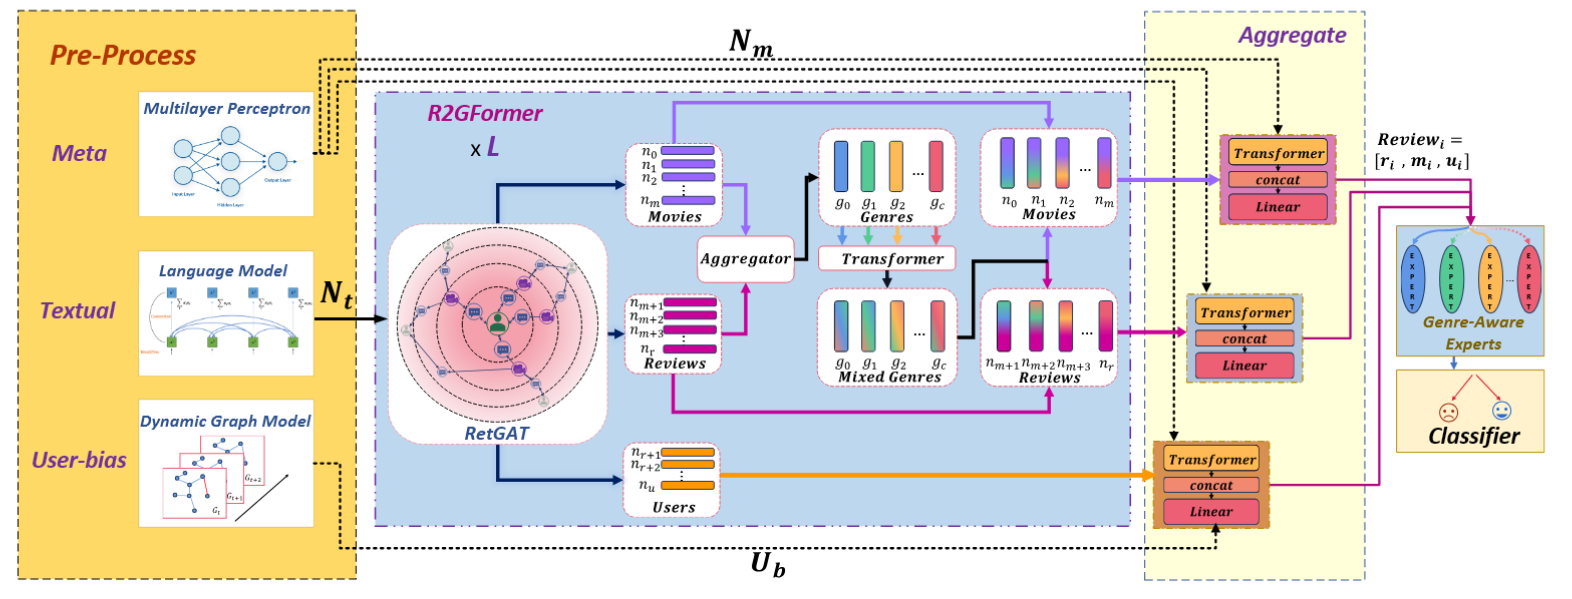 Pre-Process
Meta
Multilayer Perceptron
Input Layer
Hidden Layer
Output Layer
Textual
Language Model
User-bias
Dynamic Graph Model
G_t
G_{t+1}
G_{t+2}
N_m
N_t
U_b
R2GFormer
x L
RetGAT
n_0
n_1
n_2
n_m
Movies
n_{m+1}
n_{m+2}
n_{m+3}
n_r
Reviews
n_{r+1}
n_{r+2}
n_u
Users
Aggregator
g_0 g_1 g_2 ... g_c
Genres
Transformer
g_0 g_1 g_2 ... g_c
Mixed Genres
n_0 n_1 n_2 ... n_m
Movies
n_{m+1} n_{m+2} n_{m+3} n_r
Reviews
Aggregate
Transformer
concat
Linear
Transformer
concat
Linear
Transformer
concat
Linear
Review_i =
[r_i , m_i , u_i]
EXPERT
EXPERT
EXPERT
...
EXPERT
Genre-Aware
Experts
Classifier